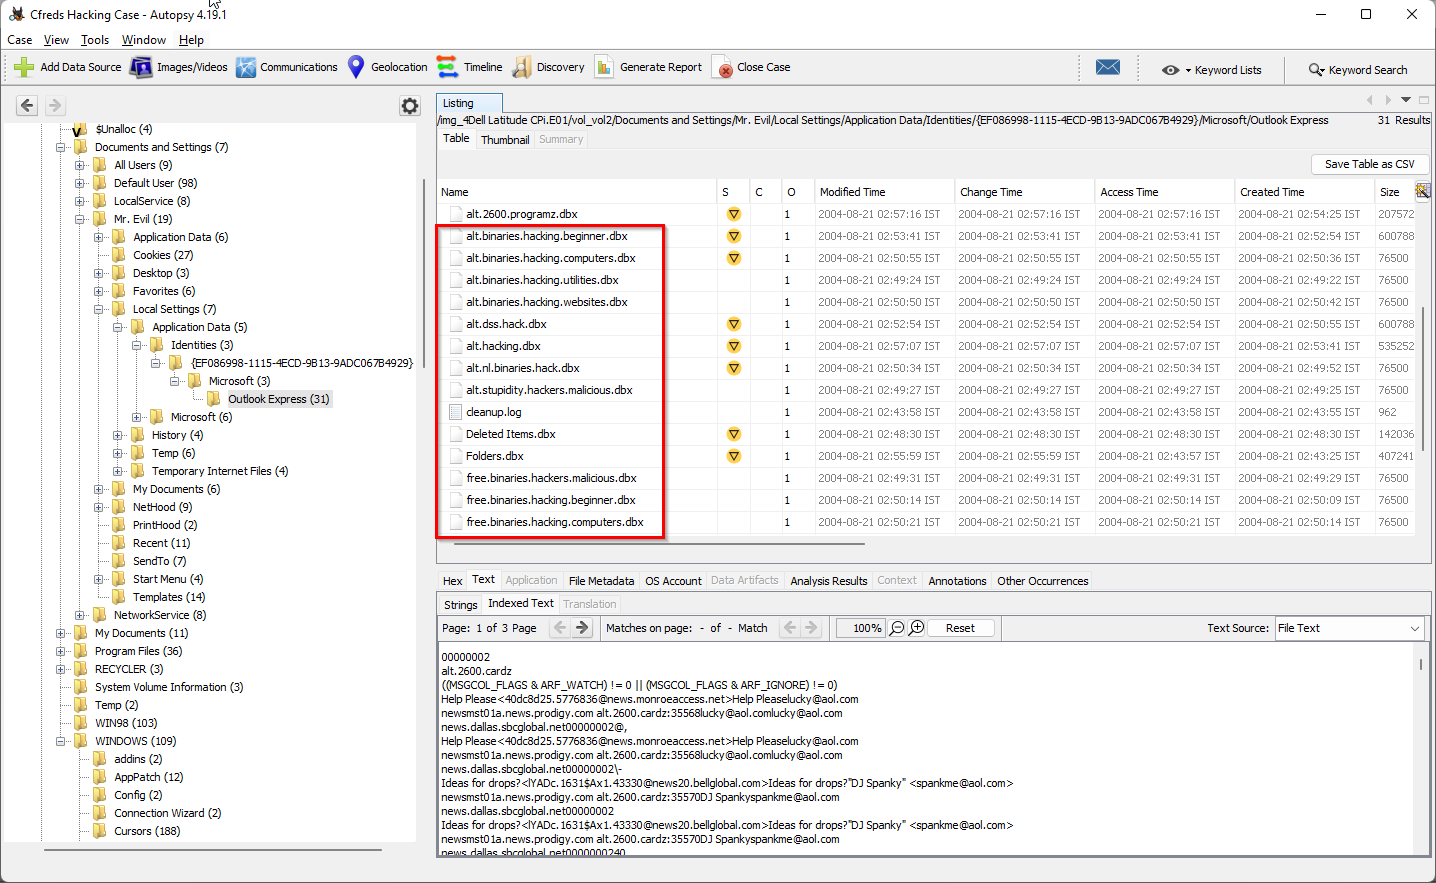 Cfreds Hacking Case - Autopsy 4.19.1
Case View Tools Window Help
Add Data Source Images/Videos Communications Geolocation Timeline Discovery Generate Report Close Case Keyword Lists Keyword Search
$Unalloc (4)
Documents and Settings (7)
All Users (9)
Default User (98)
LocalService (8)
Mr. Evil (19)
Application Data (6)
Cookies (27)
Desktop (3)
Favorites (6)
Local Settings (7)
Application Data (5)
Identities (3)
{EF086998-1115-4ECD-9B13-9ADC067B4929}
Microsoft (3)
Outlook Express (31)
Microsoft (6)
History (4)
Temp (6)
Temporary Internet Files (4)
My Documents (6)
NetHood (9)
PrintHood (2)
Recent (11)
SendTo (7)
Start Menu (4)
Templates (14)
NetworkService (8)
My Documents (11)
Program Files (36)
RECYCLER (3)
System Volume Information (3)
Temp (2)
WIN98 (103)
WINDOWS (109)
addins (2)
AppPatch (12)
Config (2)
Connection Wizard (2)
Cursors (188)
Listing
/img_4Dell Latitude CPi.E01/vol_vol2/Documents and Settings/Mr. Evil/Local Settings/Application Data/Identities/{EF086998-1115-4ECD-9B13-9ADC067B4929}/Microsoft/Outlook Express 31 Results
Table Thumbnail Summary
Save Table as CSV
Name S C O Modified Time Change Time Access Time Created Time Size
alt.2600.programz.dbx 1 2004-08-21 02:57:16 IST 2004-08-21 02:57:16 IST 2004-08-21 02:57:16 IST 2004-08-21 02:54:25 IST 207572
alt.binaries.hacking.beginner.dbx 1 2004-08-21 02:53:41 IST 2004-08-21 02:53:41 IST 2004-08-21 02:53:41 IST 2004-08-21 02:52:54 IST 600788
alt.binaries.hacking.computers.dbx 1 2004-08-21 02:50:55 IST 2004-08-21 02:50:55 IST 2004-08-21 02:50:55 IST 2004-08-21 02:50:36 IST 76500
alt.binaries.hacking.utilities.dbx 1 2004-08-21 02:49:24 IST 2004-08-21 02:49:24 IST 2004-08-21 02:49:24 IST 2004-08-21 02:49:22 IST 76500
alt.binaries.hacking.websites.dbx 1 2004-08-21 02:50:50 IST 2004-08-21 02:50:50 IST 2004-08-21 02:50:50 IST 2004-08-21 02:50:42 IST 76500
alt.dss.hack.dbx 1 2004-08-21 02:52:54 IST 2004-08-21 02:52:54 IST 2004-08-21 02:52:54 IST 2004-08-21 02:50:55 IST 600788
alt.hacking.dbx 1 2004-08-21 02:57:07 IST 2004-08-21 02:57:07 IST 2004-08-21 02:57:07 IST 2004-08-21 02:53:41 IST 535252
alt.nl.binaries.hack.dbx 1 2004-08-21 02:50:34 IST 2004-08-21 02:50:34 IST 2004-08-21 02:50:34 IST 2004-08-21 02:49:52 IST 76500
alt.stupidity.hackers.malicious.dbx 1 2004-08-21 02:49:27 IST 2004-08-21 02:49:27 IST 2004-08-21 02:49:27 IST 2004-08-21 02:49:25 IST 76500
cleanup.log 1 2004-08-21 02:43:58 IST 2004-08-21 02:43:58 IST 2004-08-21 02:43:58 IST 2004-08-21 02:43:55 IST 962
Deleted Items.dbx 1 2004-08-21 02:48:30 IST 2004-08-21 02:48:30 IST 2004-08-21 02:48:30 IST 2004-08-21 02:43:58 IST 142036
Folders.dbx 1 2004-08-21 02:55:59 IST 2004-08-21 02:55:59 IST 2004-08-21 02:43:57 IST 2004-08-21 02:43:25 IST 407241
free.binaries.hackers.malicious.dbx 1 2004-08-21 02:49:31 IST 2004-08-21 02:49:31 IST 2004-08-21 02:49:31 IST 2004-08-21 02:49:29 IST 76500
free.binaries.hacking.beginner.dbx 1 2004-08-21 02:50:14 IST 2004-08-21 02:50:14 IST 2004-08-21 02:50:14 IST 2004-08-21 02:50:09 IST 76500
free.binaries.hacking.computers.dbx 1 2004-08-21 02:50:21 IST 2004-08-21 02:50:21 IST 2004-08-21 02:50:21 IST 2004-08-21 02:50:14 IST 76500
Hex Text Application File Metadata OS Account Data Artifacts Analysis Results Context Annotations Other Occurrences
Strings Indexed Text Translation
Page: 1 of 3 Page Matches on page: - of - Match 100% Reset Text Source: File Text
00000002
alt.2600.cardz
((MSGCOL_FLAGS & ARF_WATCH) != 0 || (MSGCOL_FLAGS & ARF_IGNORE) != 0)
Help Please<40dc8d25.5776836@news.monroeaccess.net>Help Pleaselucky@aol.com
newsmst01a.news.prodigy.com alt.2600.cardz:35568lucky@aol.comlucky@aol.com
news.dallas.sbcglobal.net00000002@,
Help Please<40dc8d25.5776836@news.monroeaccess.net>Help Pleaselucky@aol.com
newsmst01a.news.prodigy.com alt.2600.cardz:35568lucky@aol.comlucky@aol.com
news.dallas.sbcglobal.net00000002\-
Ideas for drops?<lYADc.1631$Ax1.43330@news20.bellglobal.com>Ideas for drops?"DJ Spanky" <spankme@aol.com>
newsmst01a.news.prodigy.com alt.2600.cardz:35570DJ Spankyspankme@aol.com
news.dallas.sbcglobal.net00000002
Ideas for drops?<lYADc.1631$Ax1.43330@news20.bellglobal.com>Ideas for drops?"DJ Spanky" <spankme@aol.com>
newsmst01a.news.prodigy.com alt.2600.cardz:35570DJ Spankyspankme@aol.com
news.dallas.sbcglobal.net0000000240